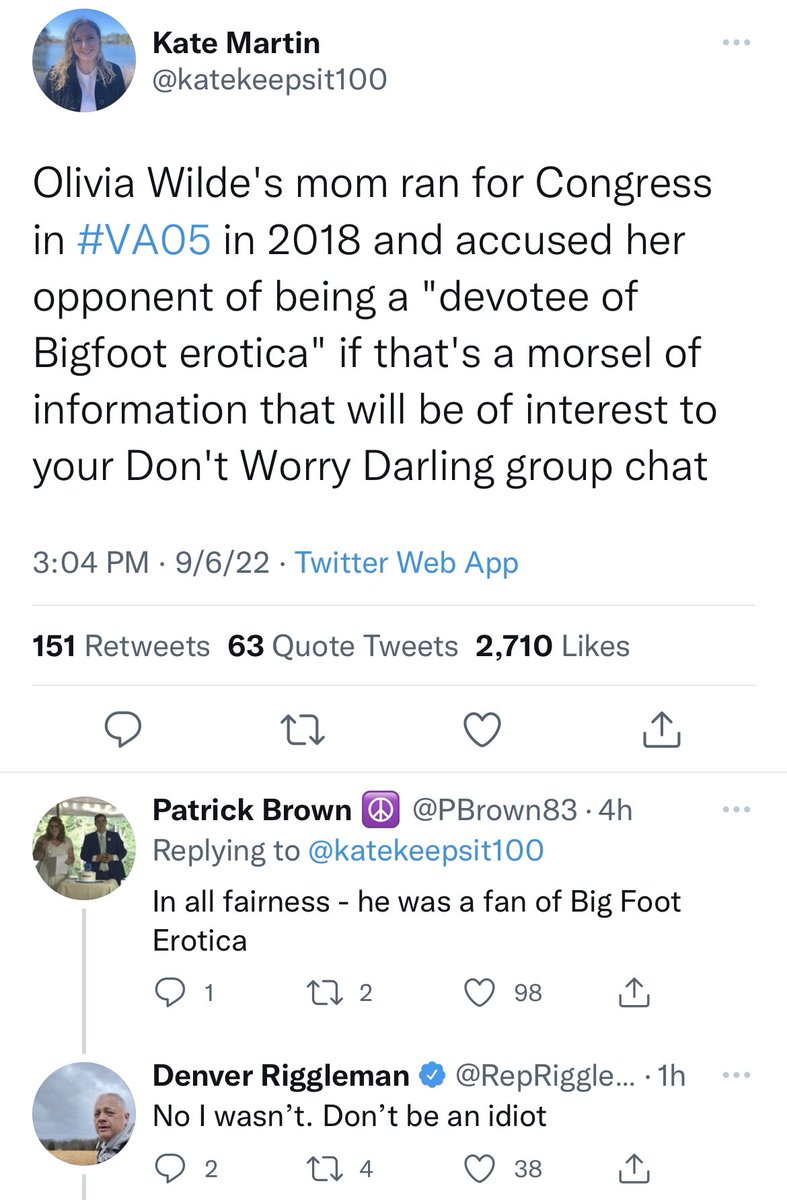 Kate Martin
@katekeepsit100
Olivia Wilde's mom ran for Congress
in #VA05 in 2018 and accused her
opponent of being a "devotee of
Bigfoot erotica" if that's a morsel of
information that will be of interest to
your Don't Worry Darling group chat
3:04 PM · 9/6/22 · Twitter Web App
151 Retweets 63 Quote Tweets 2,710 Likes
Patrick Brown ☮️ @PBrown83 · 4h
Replying to @katekeepsit100
In all fairness - he was a fan of Big Foot
Erotica
1 2 98
Denver Riggleman @RepRiggle... · 1h
No I wasn’t. Don’t be an idiot
2 4 38